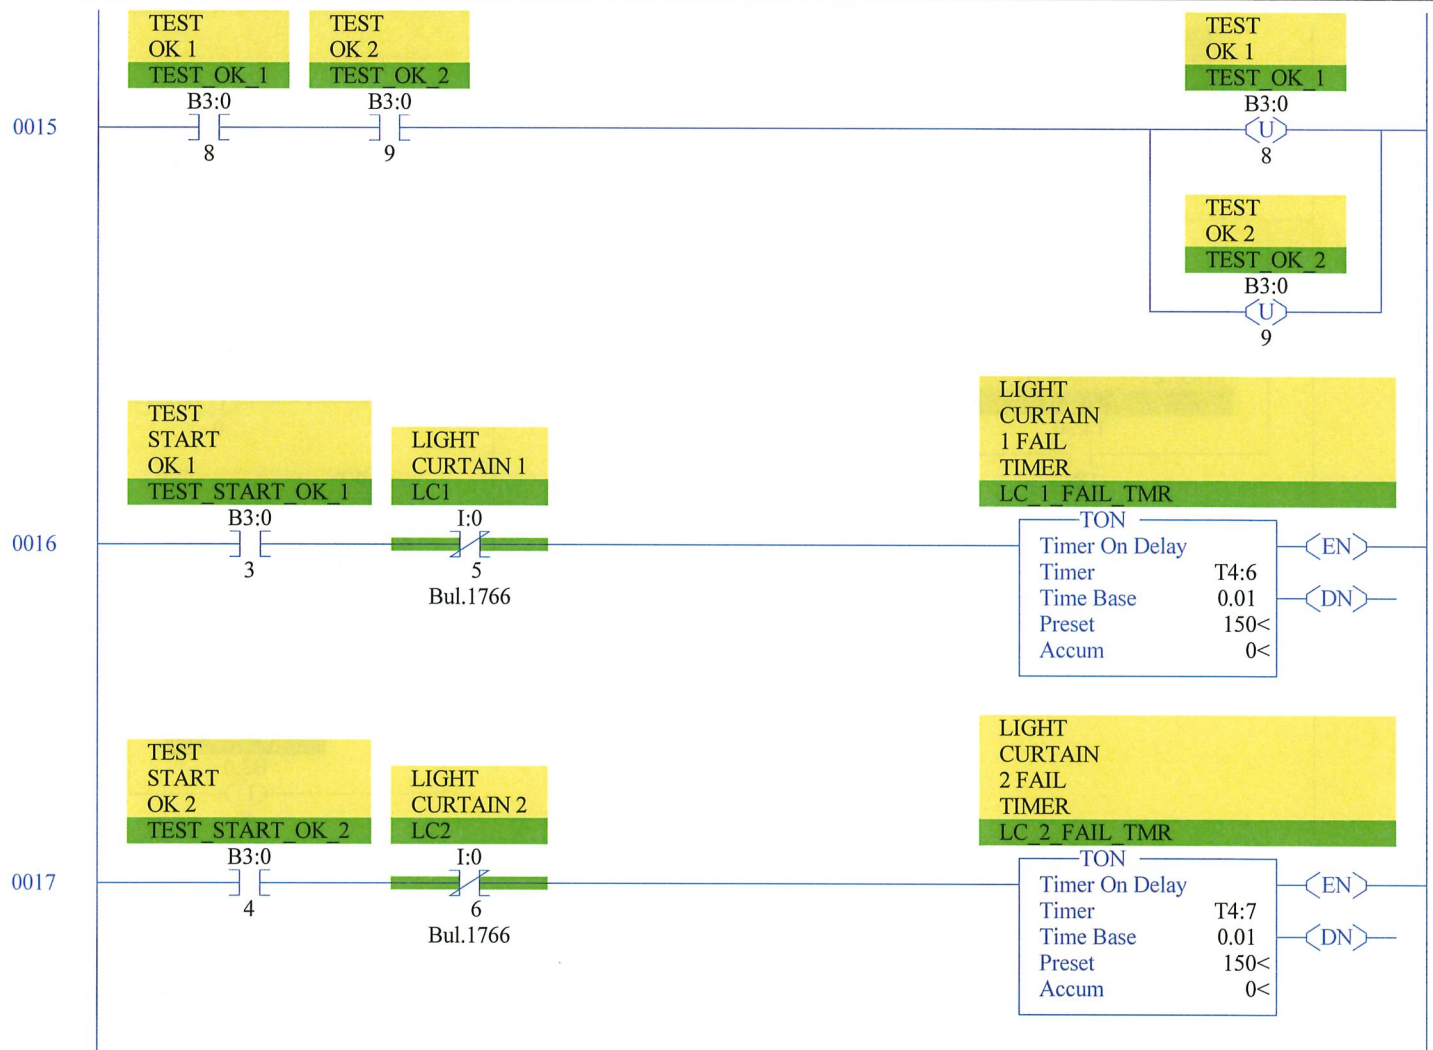 TEST
OK 1
TEST_OK_1
B3:0
8
TEST
OK 2
TEST_OK_2
B3:0
9
TEST
OK 1
TEST_OK_1
B3:0
U
8
0015
TEST
OK 2
TEST_OK_2
B3:0
U
9
TEST
START
OK 1
TEST_START_OK_1
B3:0
3
LIGHT
CURTAIN 1
LC1
I:0
5
Bul.1766
LIGHT
CURTAIN
1 FAIL
TIMER
LC_1_FAIL_TMR
TON
Timer On Delay
Timer T4:6
Time Base 0.01
Preset 150<
Accum 0<
EN
DN
0016
TEST
START
OK 2
TEST_START_OK_2
B3:0
4
LIGHT
CURTAIN 2
LC2
I:0
6
Bul.1766
LIGHT
CURTAIN
2 FAIL
TIMER
LC_2_FAIL_TMR
TON
Timer On Delay
Timer T4:7
Time Base 0.01
Preset 150<
Accum 0<
EN
DN
0017